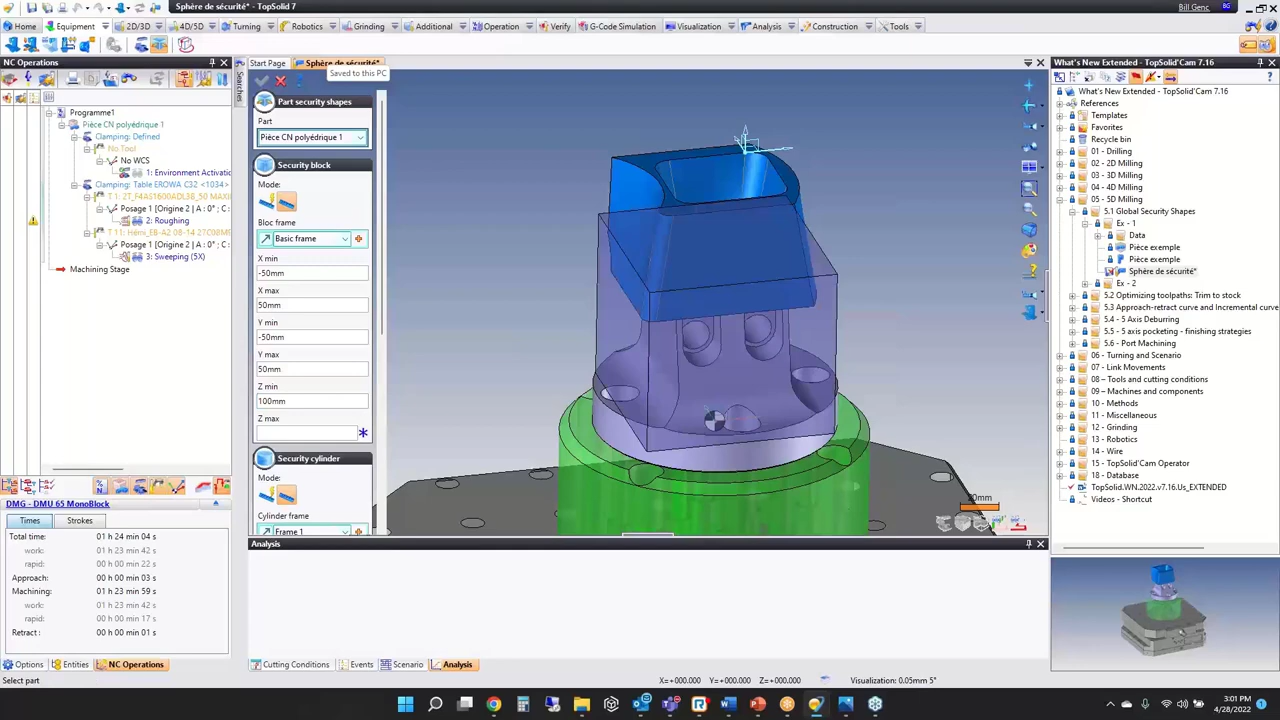 Sphère de sécurité* - TopSolid 7
Bill Genc
Home
Equipment
2D/3D
4D/5D
Turning
Robotics
Grinding
Additional
Operation
Verify
G-Code Simulation
Visualization
Analysis
Construction
Tools
NC Operations
Programme1
Pièce CN polyédrique 1
Clamping: Defined
No Tool
No WCS
1: Environment Activati
Clamping: Table EROWA C32 <1034>
T 1: 2T_F4AS1600ADL38_50 MAXI
Posage 1 [Origine 2 | A : 0° ; C :
2: Roughing
T 11: Hémi_EB-A2 08-14 27C08M
Posage 1 [Origine 2 | A : 0° ; C :
3: Sweeping (5X)
Machining Stage
DMG - DMU 65 MonoBlock
Times
Strokes
Total time: 01 h 24 min 04 s
work: 01 h 23 min 42 s
rapid: 00 h 00 min 22 s
Approach: 00 h 00 min 03 s
Machining: 01 h 23 min 59 s
work: 01 h 23 min 42 s
rapid: 00 h 00 min 17 s
Retract : 00 h 00 min 01 s
Options
Entities
NC Operations
Searches
Start Page
Sphère de sécurité*
Saved to this PC
Part security shapes
Part
Pièce CN polyédrique 1
Security block
Mode:
Bloc frame
Basic frame
X min
-50mm
X max
50mm
Y min
-50mm
Y max
50mm
Z min
100mm
Z max
Security cylinder
Mode:
Cylinder frame
Frame 1
Analysis
Cutting Conditions
Events
Scenario
Analysis
What's New Extended - TopSolid'Cam 7.16
What's New Extended - TopSolid'Cam 7.16
References
Templates
Favorites
Recycle bin
01 - Drilling
02 - 2D Milling
03 - 3D Milling
04 - 4D Milling
05 - 5D Milling
5.1 Global Security Shapes
Ex - 1
Data
Pièce exemple
Pièce exemple
Sphère de sécurité*
Ex - 2
5.2 Optimizing toolpaths: Trim to stock
5.3 Approach-retract curve and Incremental curve
5.4 - 5 Axis Deburring
5.5 - 5 axis pocketing - finishing strategies
5.6 - Port Machining
06 - Turning and Scenario
07 - Link Movements
08 – Tools and cutting conditions
09 – Machines and components
10 - Methods
11 - Miscellaneous
12 - Grinding
13 - Robotics
14 - Wire
15 - TopSolid'Cam Operator
18 - Database
TopSolid.WN.2022.v7.16.Us_EXTENDED
Videos - Shortcut
Select part
X=+000.000 Y=+000.000 Z=+000.000
Visualization: 0.05mm 5°
3:01 PM
4/28/2022